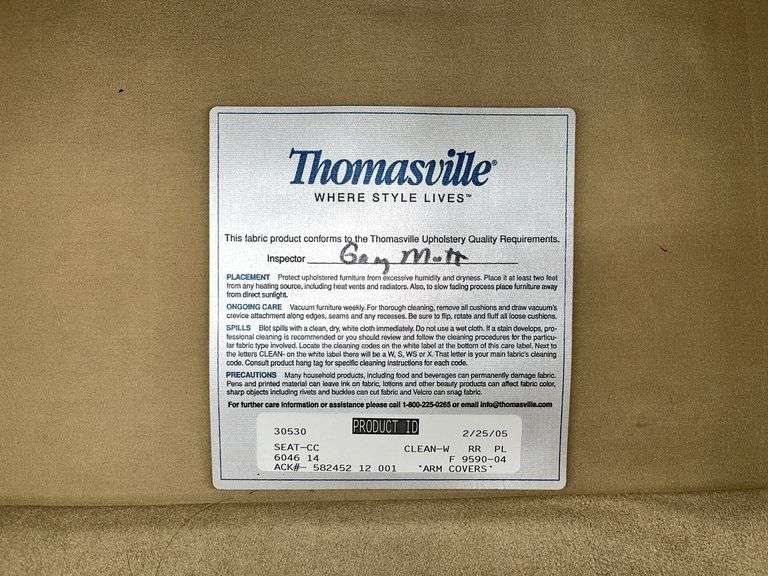 Thomasville®
WHERE STYLE LIVES™
This fabric product conforms to the Thomasville Upholstery Quality Requirements.
Inspector Gary Mott
PLACEMENT Protect upholstered furniture from excessive humidity and dryness. Place it at least two feet
from any heating source, including heat vents and radiators. Also, to slow fading process place furniture away
from direct sunlight.
ONGOING CARE Vacuum furniture weekly. For thorough cleaning, remove all cushions and draw vacuum's
crevice attachment along edges, seams and any recesses. Be sure to flip, rotate and fluff all loose cushions.
SPILLS Blot spills with a clean, dry, white cloth immediately. Do not use a wet cloth. If a stain develops, pro-
fessional cleaning is recommended or you should review and follow the cleaning procedures for the particu-
lar fabric type involved. Locate the cleaning codes on the white label at the bottom of this care label. Next to
the letters CLEAN- on the white label there will be a W, S, WS or X. That letter is your main fabric's cleaning
code. Consult product hang tag for specific cleaning instructions for each code.
PRECAUTIONS Many household products, including food and beverages can permanently damage fabric.
Pens and printed material can leave ink on fabric, lotions and other beauty products can affect fabric color,
sharp objects including rivets and buckles can cut fabric and Velcro can snag fabric.
For further care information or assistance please call 1-800-225-0265 or email info@thomasville.com
30530 PRODUCT ID 2/25/05
SEAT-CC CLEAN-W RR PL
6046 14 F 9590-04
ACK#- 582452 12 001 *ARM COVERS*